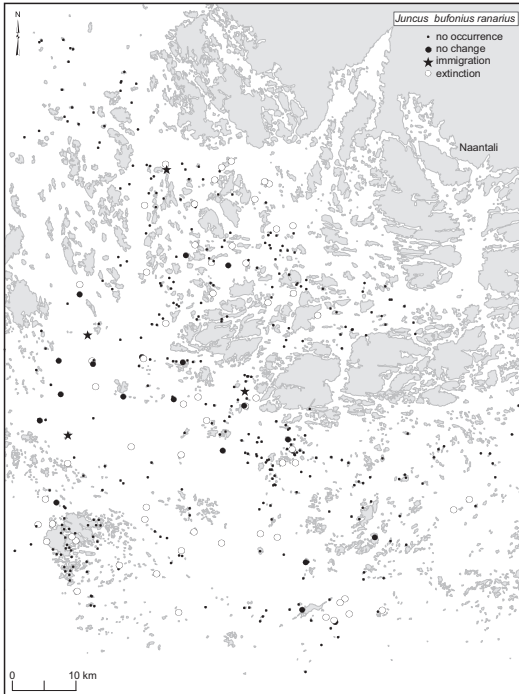 N
Juncus bufonius ranarius
no occurrence
no change
immigration
extinction
Naantali
0 10 km